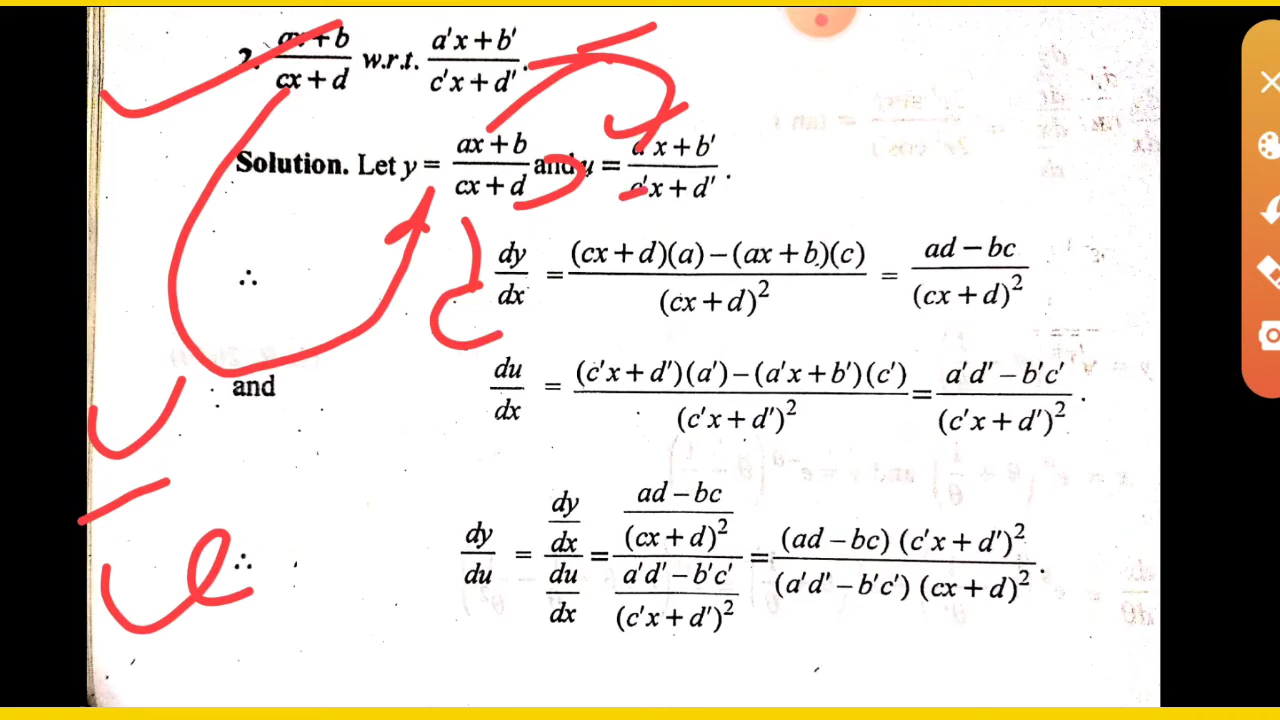 2. ax + b / cx + d w.r.t. a'x + b' / c'x + d'.
Solution. Let y = ax + b / cx + d and u = a'x + b' / c'x + d'.
∴ dy/dx = (cx + d)(a) – (ax + b)(c) / (cx + d)² = ad – bc / (cx + d)²
and du/dx = (c'x + d')(a') – (a'x + b')(c') / (c'x + d')² = a'd' – b'c' / (c'x + d')².
∴ dy/du = dy/dx / du/dx = ad – bc / (cx + d)² / a'd' – b'c' / (c'x + d')² = (ad – bc) (c'x + d')² / (a'd' – b'c') (cx + d)².